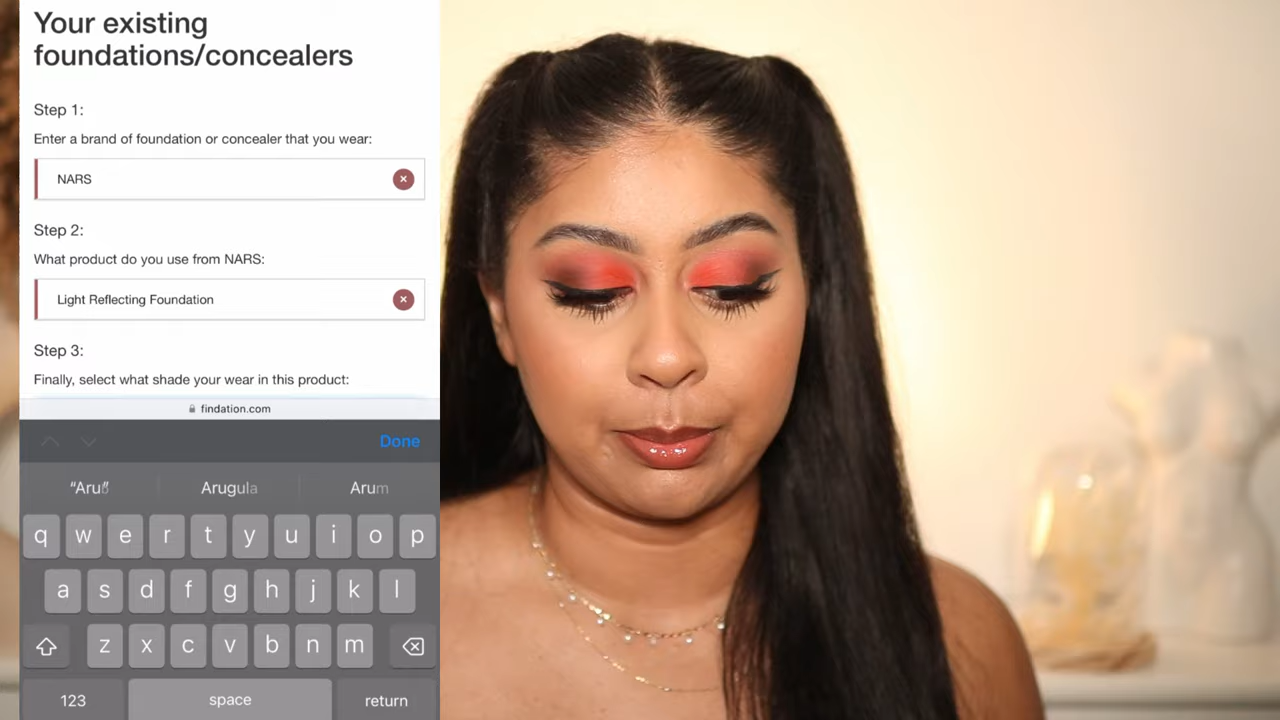 Your existing
foundations/concealers
Step 1:
Enter a brand of foundation or concealer that you wear:
NARS
Step 2:
What product do you use from NARS:
Light Reflecting Foundation
Step 3:
Finally, select what shade your wear in this product:
findation.com
Done
Arugula
q w e r t y u i o p
a s d f g h j k l
z x c v b n m
123 space return